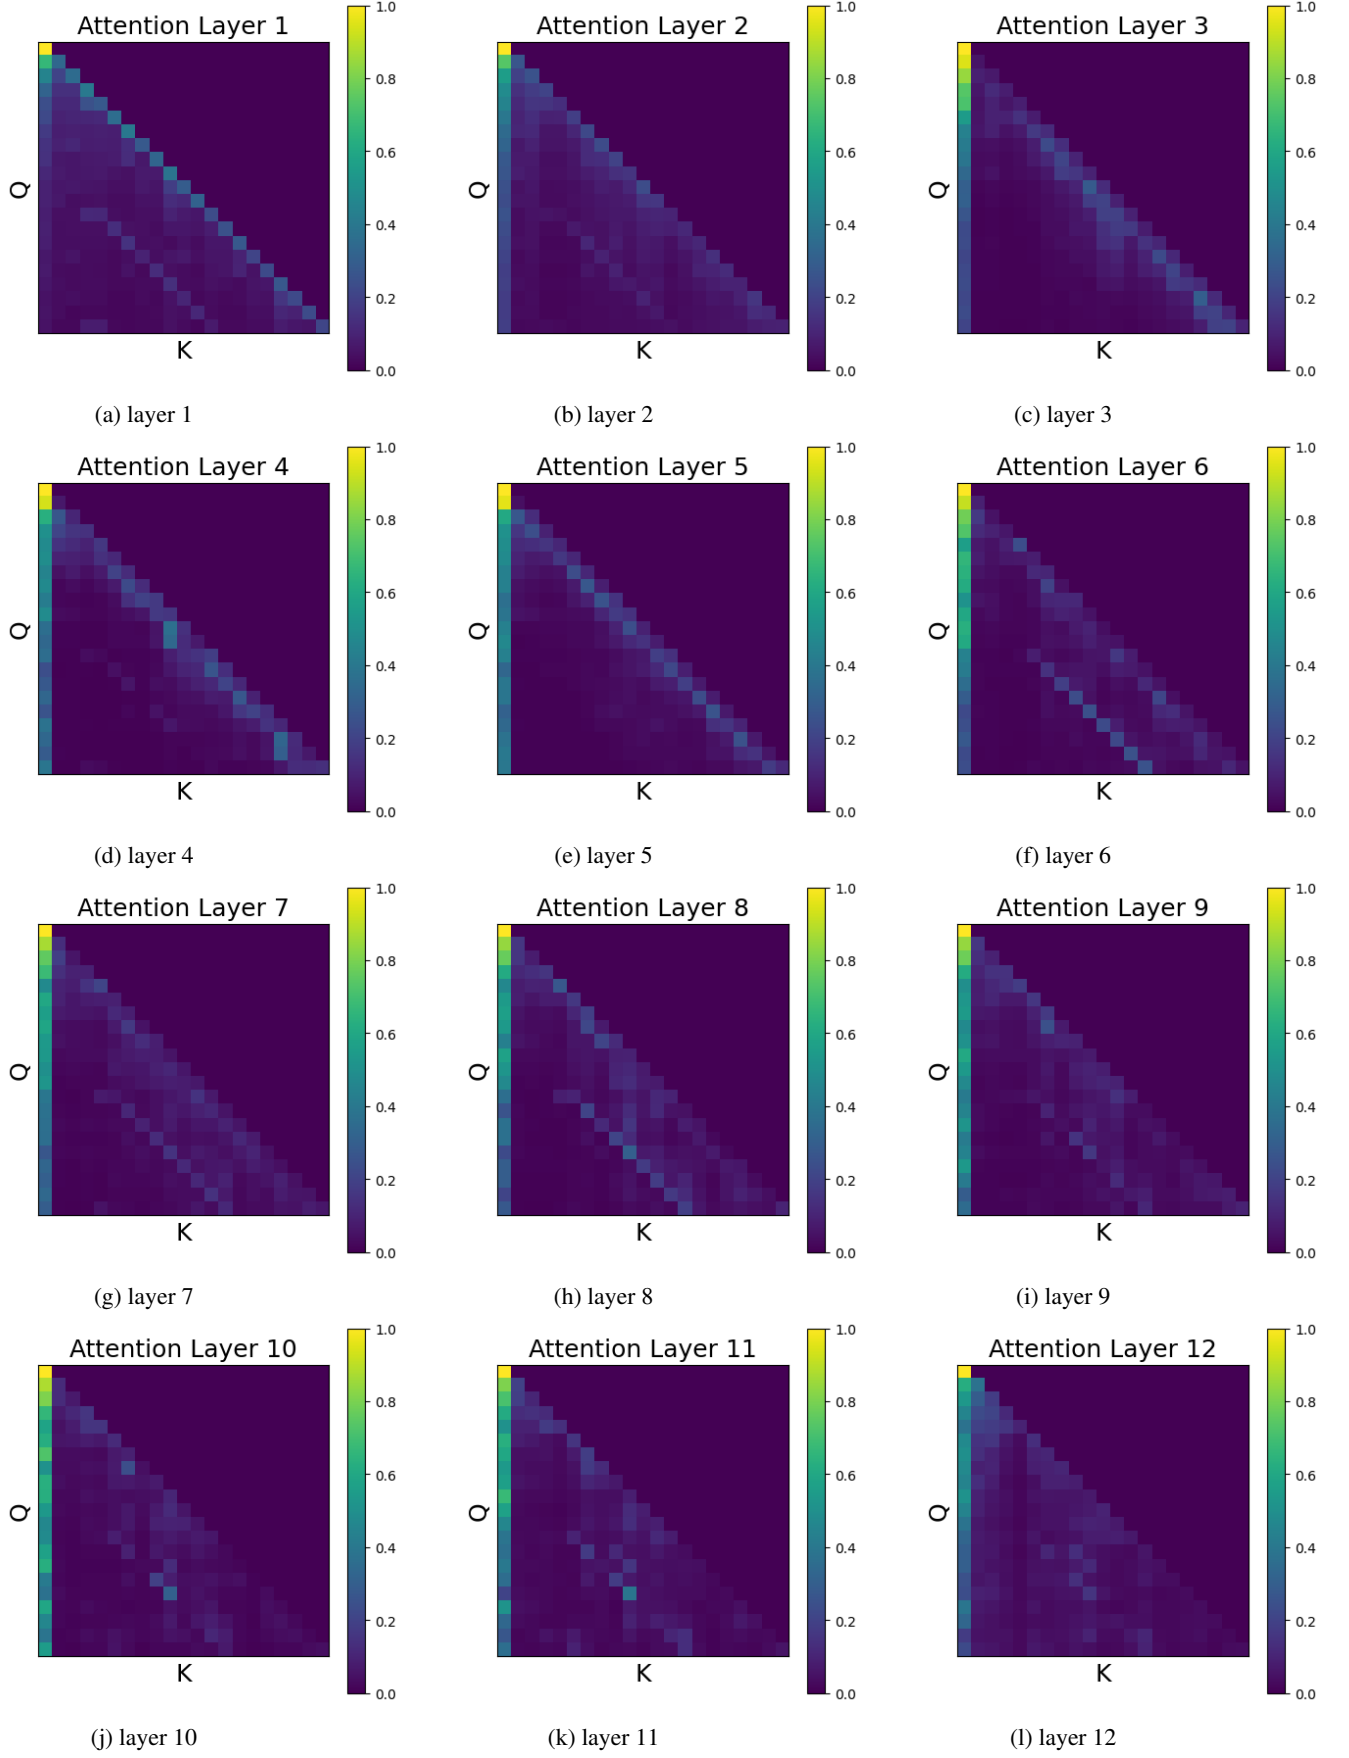 Attention Layer 1
1.0
0.8
0.6
0.4
0.2
0.0
Q
K
(a) layer 1
Attention Layer 2
1.0
0.8
0.6
0.4
0.2
0.0
Q
K
(b) layer 2
Attention Layer 3
1.0
0.8
0.6
0.4
0.2
0.0
Q
K
(c) layer 3
Attention Layer 4
1.0
0.8
0.6
0.4
0.2
0.0
Q
K
(d) layer 4
Attention Layer 5
1.0
0.8
0.6
0.4
0.2
0.0
Q
K
(e) layer 5
Attention Layer 6
1.0
0.8
0.6
0.4
0.2
0.0
Q
K
(f) layer 6
Attention Layer 7
1.0
0.8
0.6
0.4
0.2
0.0
Q
K
(g) layer 7
Attention Layer 8
1.0
0.8
0.6
0.4
0.2
0.0
Q
K
(h) layer 8
Attention Layer 9
1.0
0.8
0.6
0.4
0.2
0.0
Q
K
(i) layer 9
Attention Layer 10
1.0
0.8
0.6
0.4
0.2
0.0
Q
K
(j) layer 10
Attention Layer 11
1.0
0.8
0.6
0.4
0.2
0.0
Q
K
(k) layer 11
Attention Layer 12
1.0
0.8
0.6
0.4
0.2
0.0
Q
K
(l) layer 12